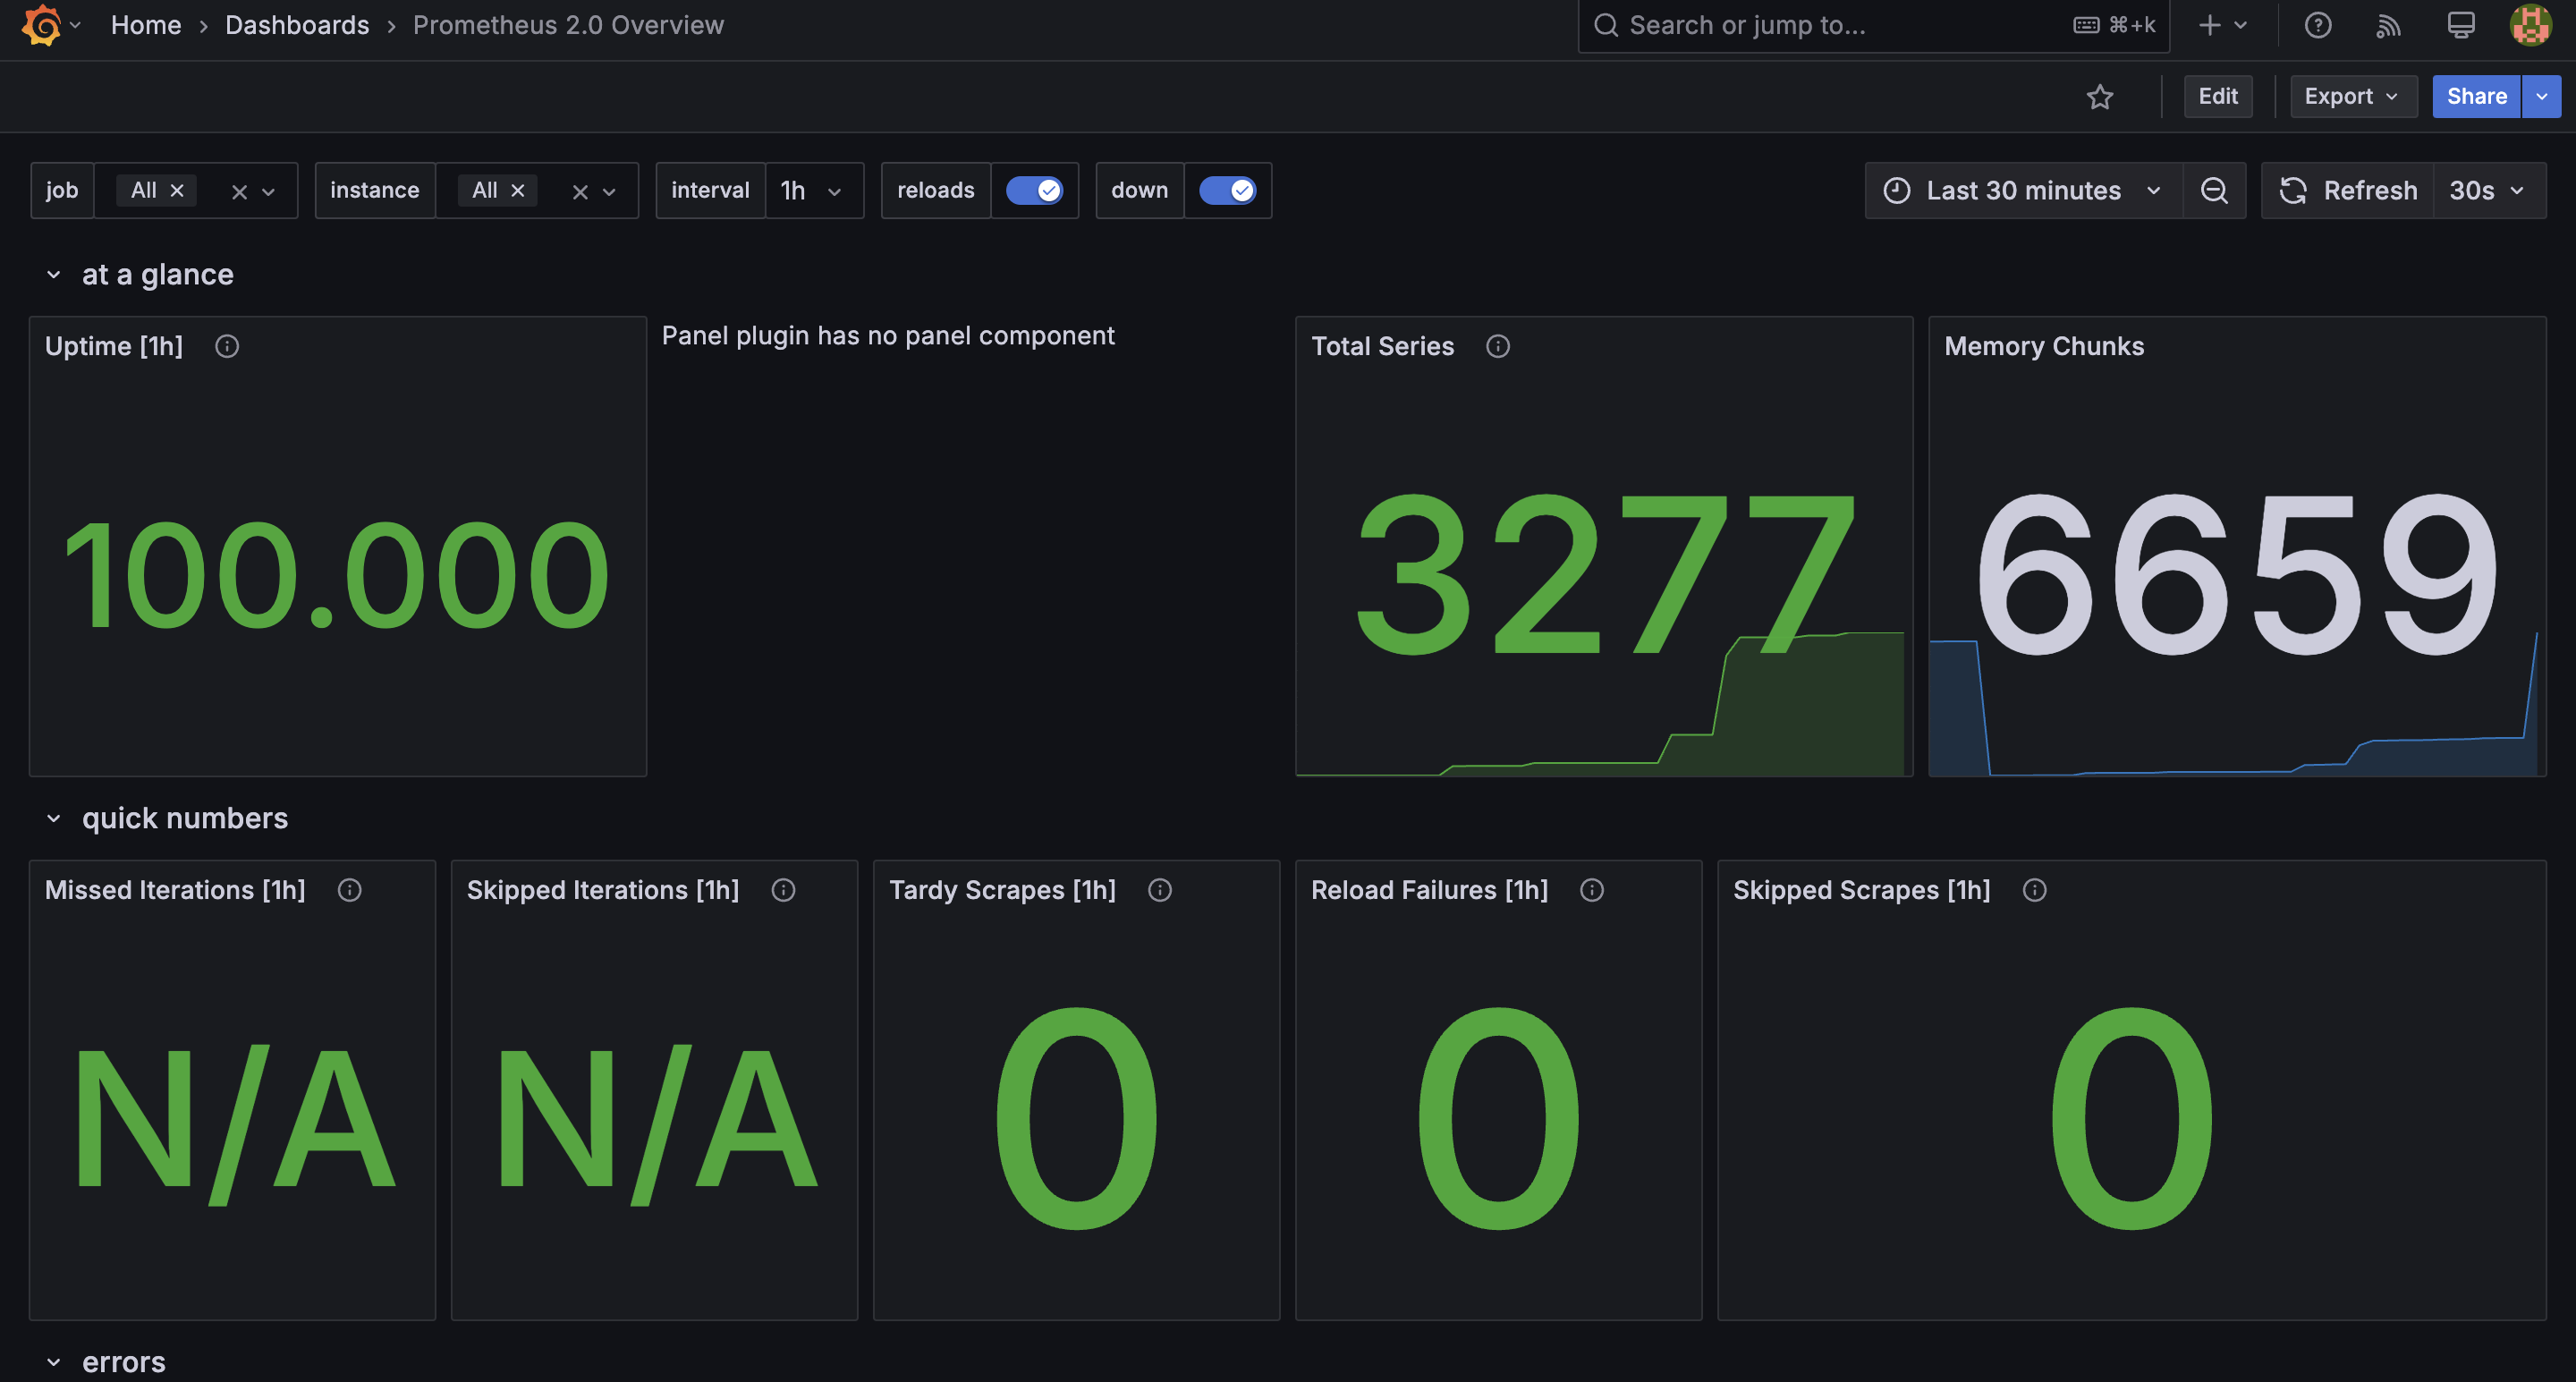 Home › Dashboards › Prometheus 2.0 Overview
Search or jump to... ⌘+k
Edit
Export
Share
job All
instance All
interval 1h
reloads
down
Last 30 minutes
Refresh 30s
at a glance
Uptime [1h]
100.000
Panel plugin has no panel component
Total Series
3277
Memory Chunks
6659
quick numbers
Missed Iterations [1h]
N/A
Skipped Iterations [1h]
N/A
Tardy Scrapes [1h]
0
Reload Failures [1h]
0
Skipped Scrapes [1h]
0
errors